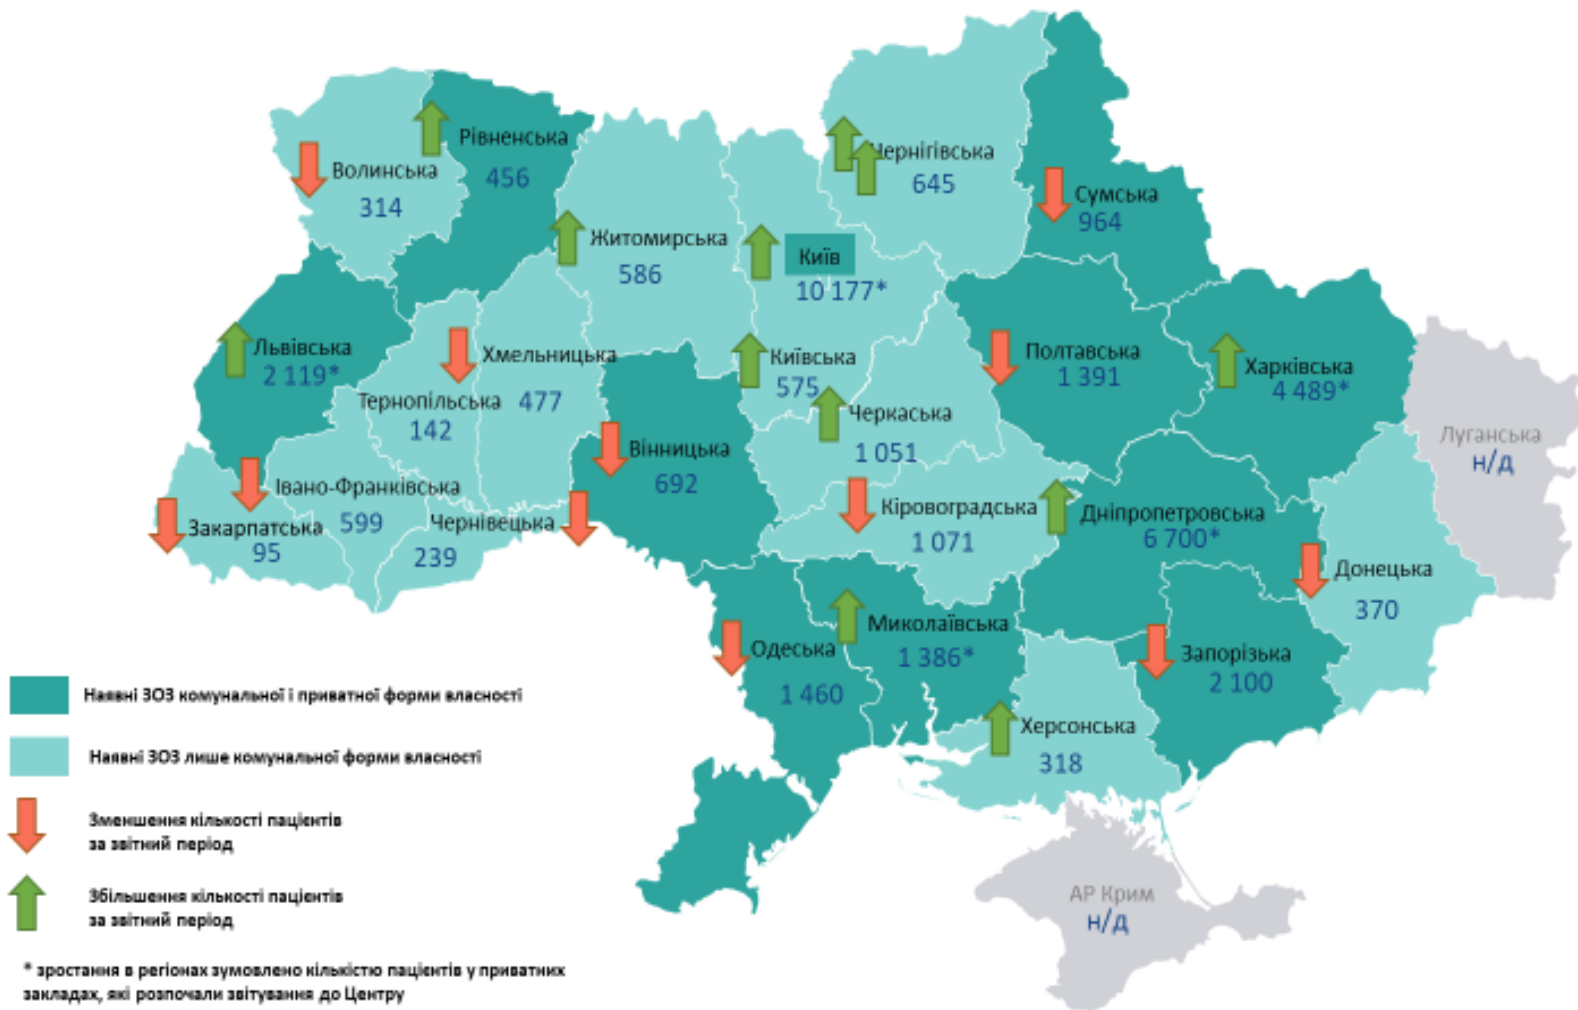 Рівненська
456
Волинська
314
Чернігівська
645
Сумська
964
Житомирська
586
Київ
10 177*
Львівська
2 119*
Хмельницька
477
Тернопільська
142
Київська
575
Черкаська
1 051
Полтавська
1 391
Харківська
4 489*
Луганська
н/д
Вінницька
692
Івано-Франківська
599
Закарпатська
95
Чернівецька
239
Кіровоградська
1 071
Дніпропетровська
6 700*
Донецька
370
Одеська
1 460
Миколаївська
1 386*
Запорізька
2 100
Херсонська
318
АР Крим
н/д
Наявні ЗОЗ комунальної і приватної форми власності
Наявні ЗОЗ лише комунальної форми власності
Зменшення кількості пацієнтів
за звітний період
Збільшення кількості пацієнтів
за звітний період
* зростання в регіонах зумовлено кількістю пацієнтів у приватних
закладах, які розпочали звітування до Центру